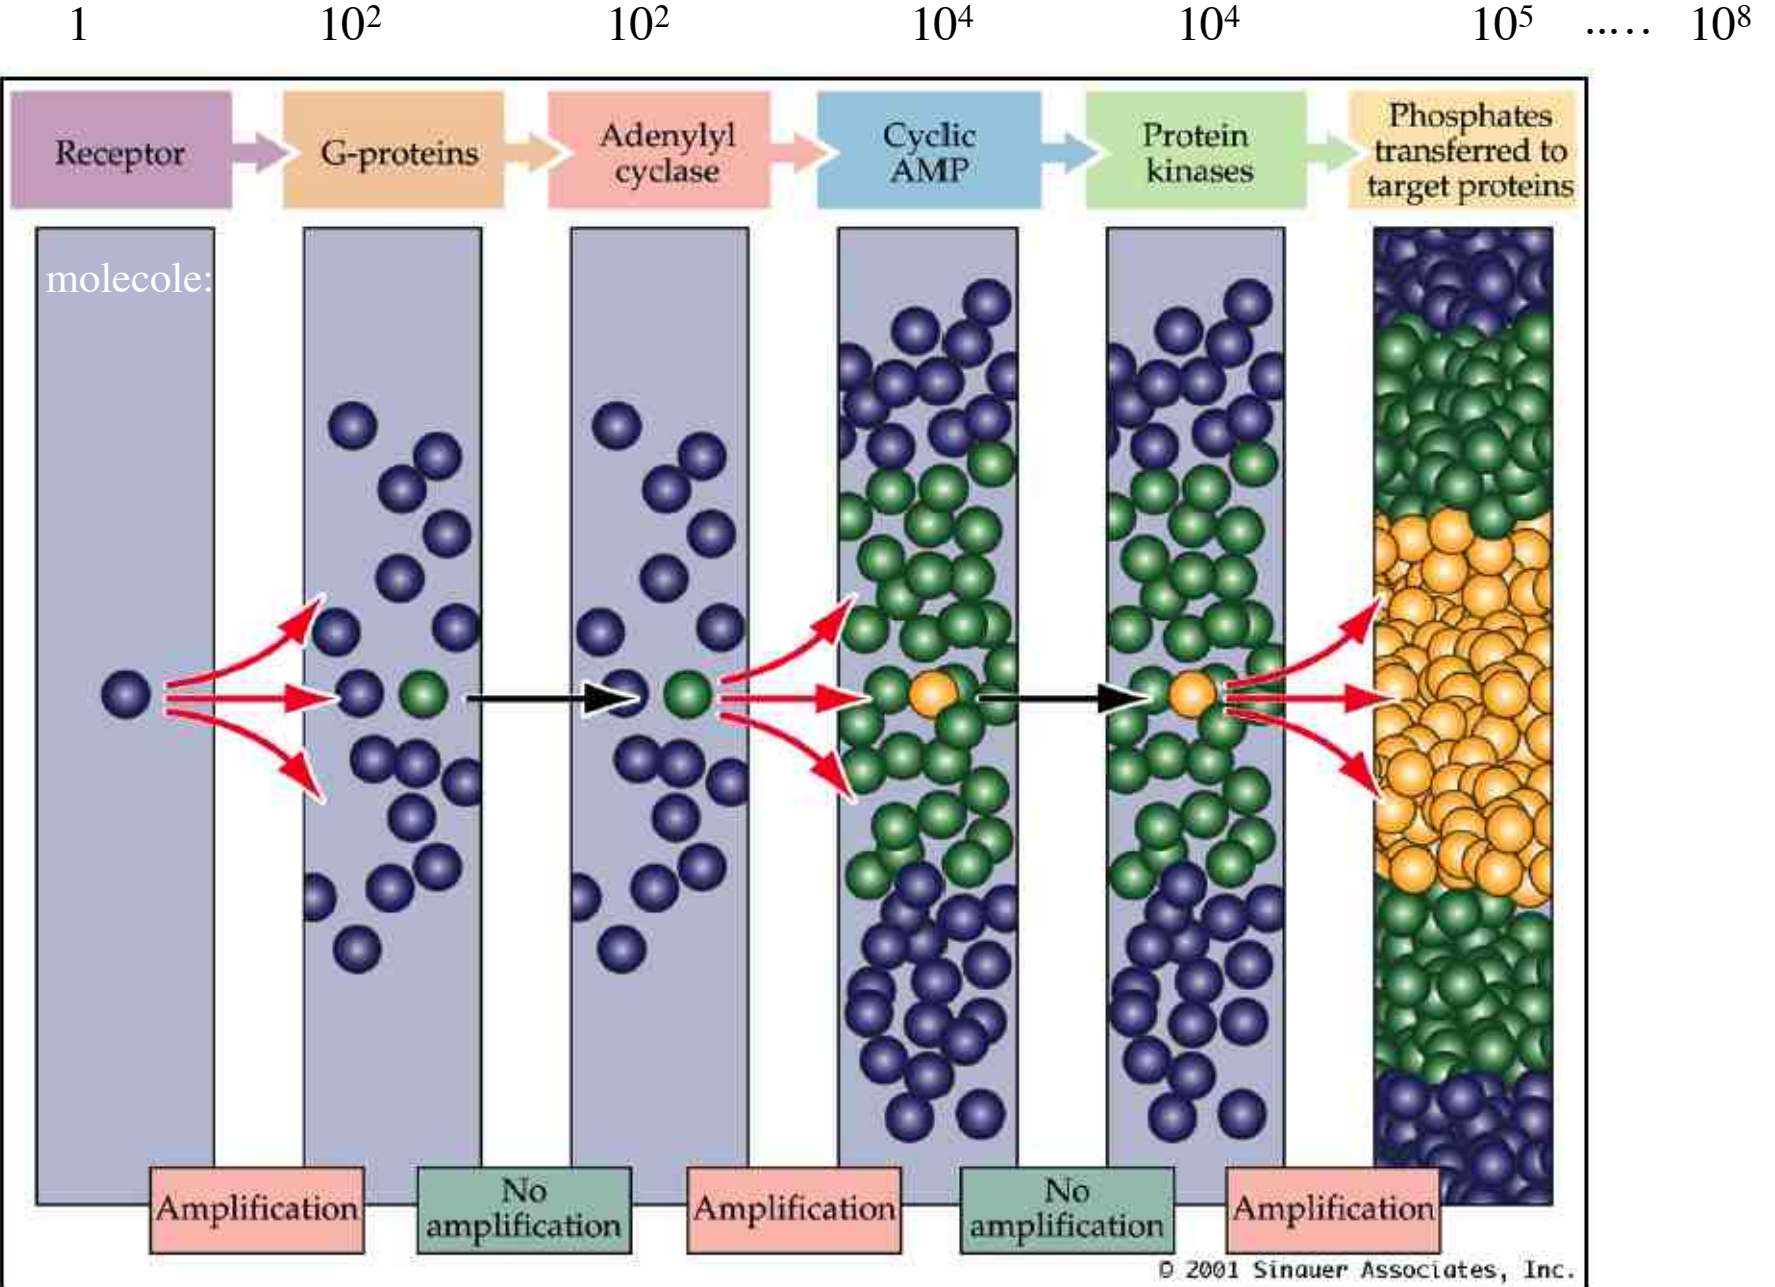 1 10² 10² 10⁴ 10⁴ 10⁵ ..... 10⁸
Receptor
G-proteins
Adenylyl
cyclase
Cyclic
AMP
Protein
kinases
Phosphates
transferred to
target proteins
molecole:
Amplification
No
amplification
Amplification
No
amplification
Amplification
© 2001 Sinauer Associates, Inc.